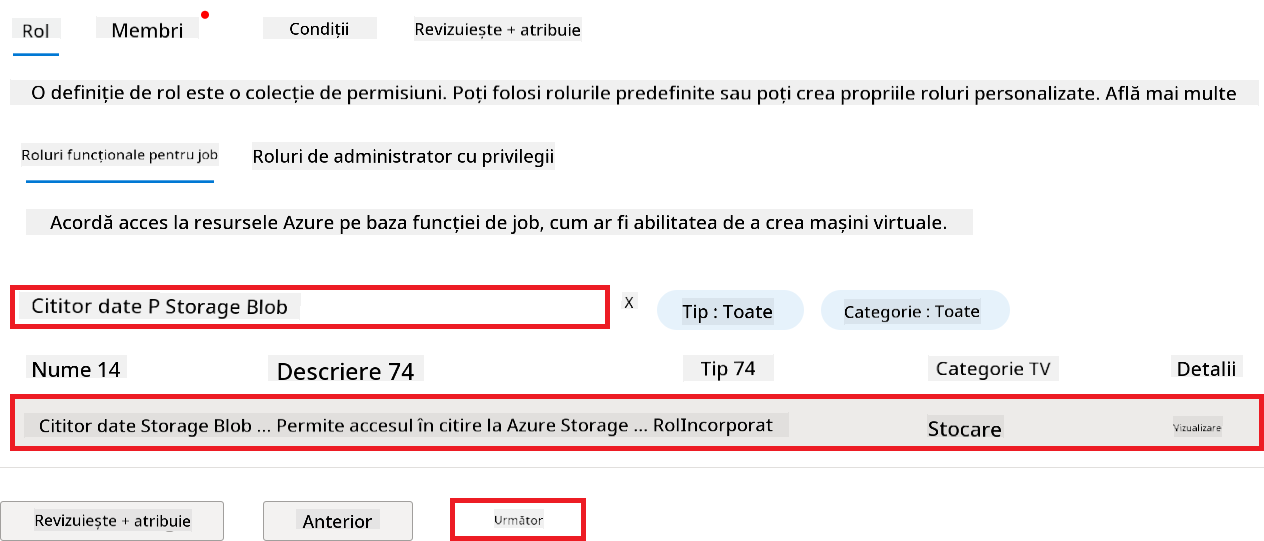 Rol Membri Condiții Revizuiește + atribuie
O definiție de rol este o colecție de permisiuni. Poți folosi rolurile predefinite sau poți crea propriile roluri personalizate. Află mai multe
Roluri funcționale pentru job Roluri de administrator cu privilegii
Acordă acces la resursele Azure pe baza funcției de job, cum ar fi abilitatea de a crea mașini virtuale.
Cititor date P Storage Blob X Tip : Toate Categorie : Toate
Nume 14 Descriere 74 Tip 74 Categorie TV Detalii
Cititor date Storage Blob ... Permite accesul în citire la Azure Storage ... RolIncorporat Stocare Vizualizare
Revizuiește + atribuie Anterior Următor